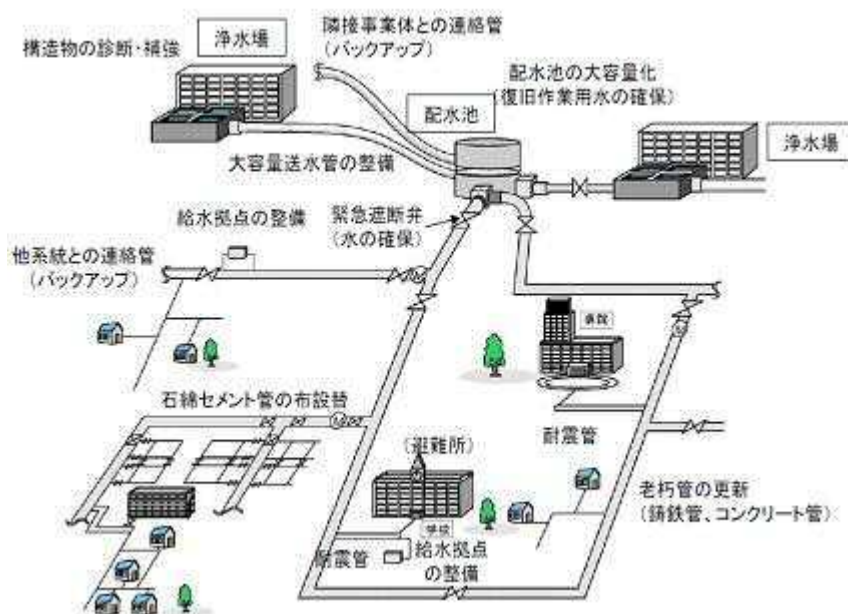 構造物の診断・補強
浄水場
隣接事業体との連絡管
(バックアップ)
配水池の大容量化
(復旧作業用水の確保)
配水池
浄水場
大容量送水管の整備
給水拠点の整備
緊急遮断弁
(水の確保)
他系統との連絡管
(バックアップ)
病院
石綿セメント管の布設替
耐震管
(避難所)
老朽管の更新
(鋳鉄管、コンクリート管)
学校
耐震管
給水拠点
の整備